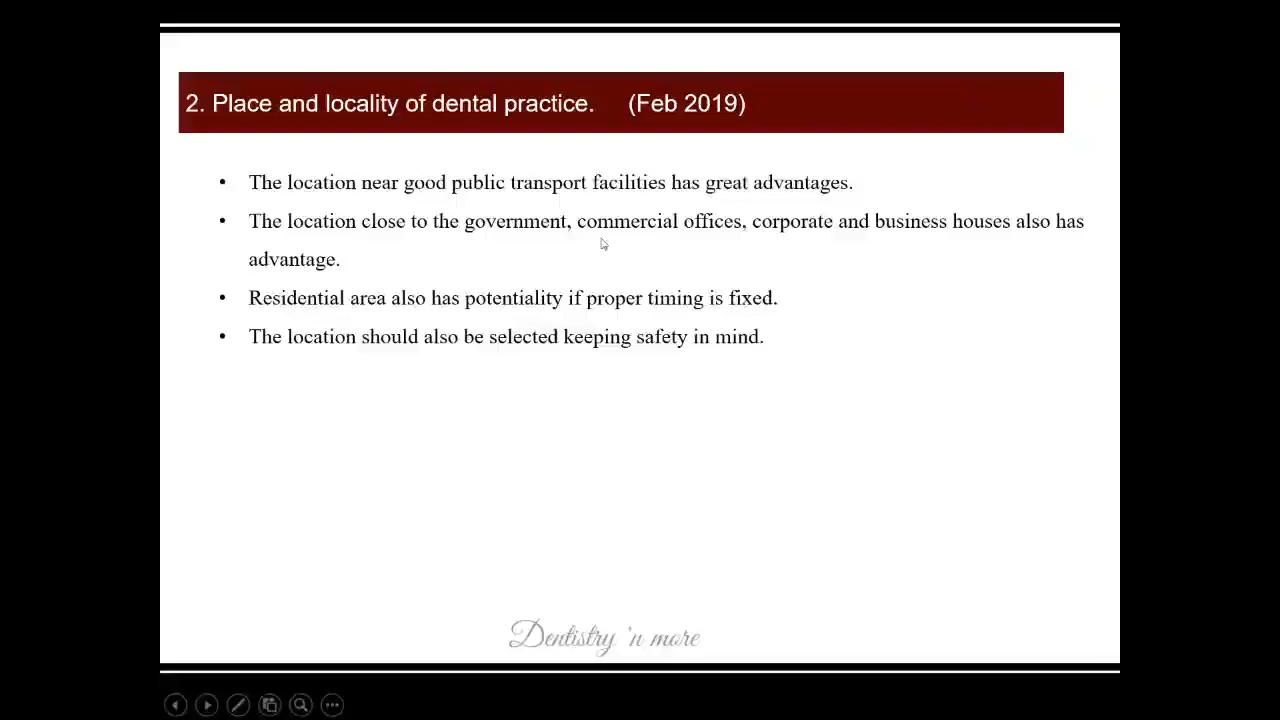 2. Place and locality of dental practice. (Feb 2019)
• The location near good public transport facilities has great advantages.
• The location close to the government, commercial offices, corporate and business houses also has
advantage.
• Residential area also has potentiality if proper timing is fixed.
• The location should also be selected keeping safety in mind.
Dentistry 'n more